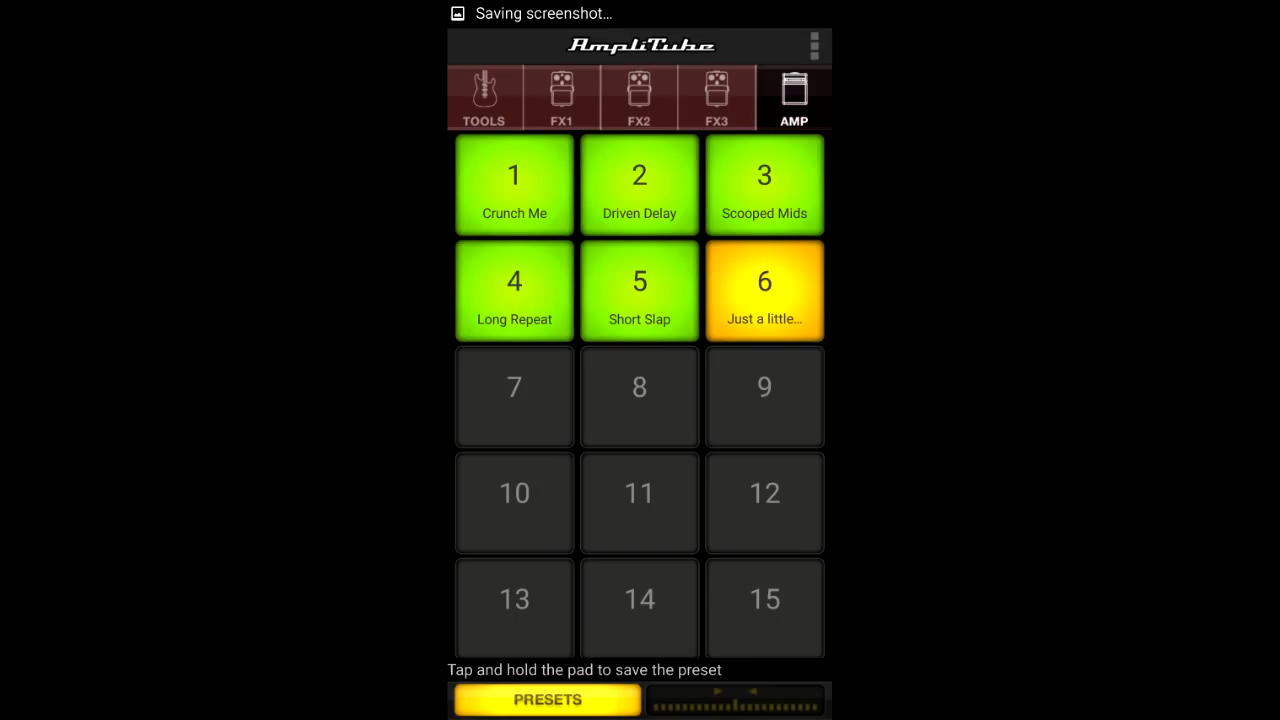 Saving screenshot...
AmpliTube
TOOLS FX1 FX2 FX3 AMP
1 2 3
Crunch Me Driven Delay Scooped Mids
4 5 6
Long Repeat Short Slap Just a little...
7 8 9
10 11 12
13 14 15
Tap and hold the pad to save the preset
PRESETS